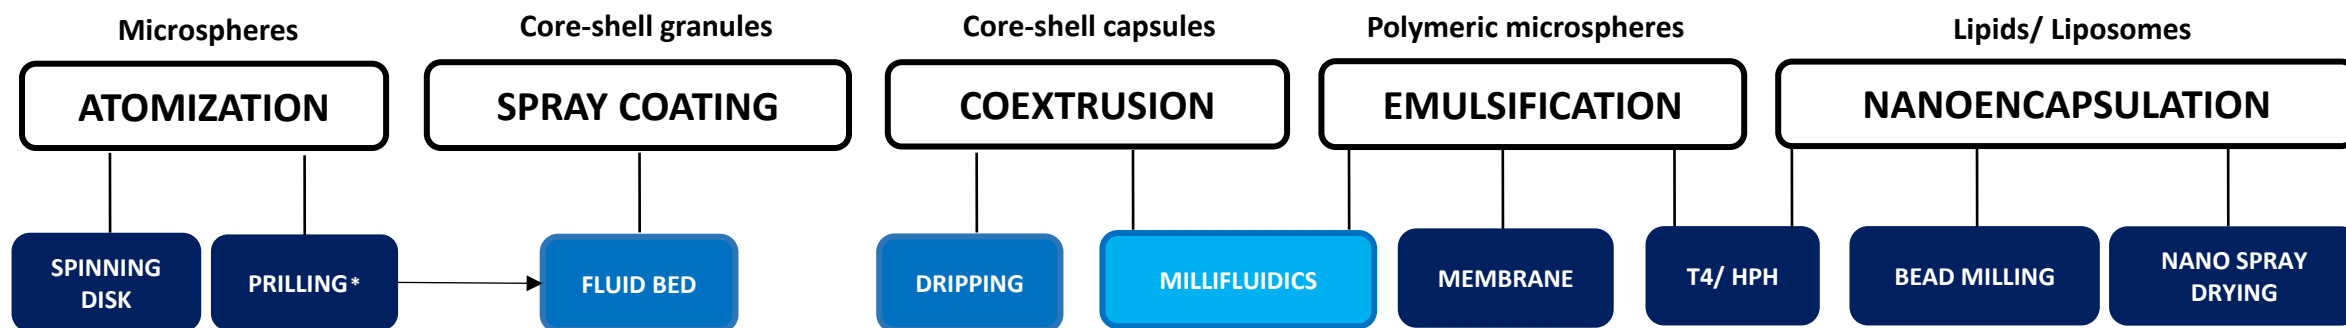 Microspheres
Core-shell granules
Core-shell capsules
Polymeric microspheres
Lipids/ Liposomes
ATOMIZATION
SPRAY COATING
COEXTRUSION
EMULSIFICATION
NANOENCAPSULATION
SPINNING
DISK
PRILLING*
FLUID BED
DRIPPING
MILLIFLUIDICS
MEMBRANE
T4/ HPH
BEAD MILLING
NANO SPRAY
DRYING